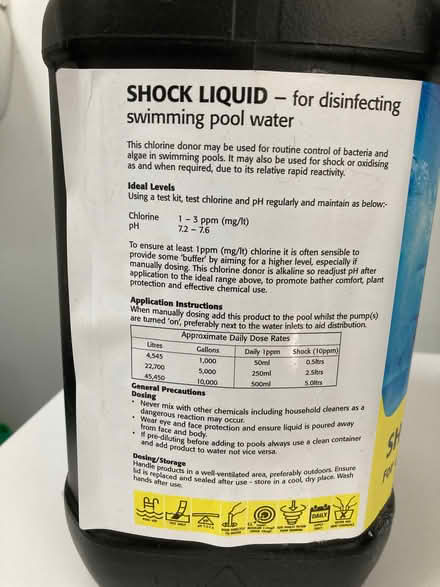 SHOCK LIQUID – for disinfecting
swimming pool water
This chlorine donor may be used for routine control of bacteria and
algae in swimming pools. It may also be used for shock or oxidising
as and when required, due to its relative rapid reactivity.
Ideal Levels
Using a test kit, test chlorine and pH regularly and maintain as below:-
Chlorine 1 – 3 ppm (mg/lt)
pH 7.2 – 7.6
To ensure at least 1ppm (mg/lt) chlorine it is often sensible to
provide some 'buffer' by aiming for a higher level, especially if
manually dosing. This chlorine donor is alkaline so readjust pH after
application to the ideal range above, to promote bather comfort, plant
protection and effective chemical use.
Application Instructions
When manually dosing add this product to the pool whilst the pump(s)
are turned 'on', preferably next to the water inlets to aid distribution.
Approximate Daily Dose Rates
Litres Gallons Daily 1ppm Shock (10ppm)
4,545 1,000 50ml 0.5ltrs
22,700 5,000 250ml 2.5ltrs
45,450 10,000 500ml 5.0ltrs
General Precautions
Dosing
• Never mix with other chemicals including household cleaners as a
dangerous reaction may occur.
• Wear eye and face protection and ensure liquid is poured away
from face and body.
• If pre-diluting before adding to pools always use a clean container
and add product to water not vice versa.
Dosing/Storage
Handle products in a well-ventilated area, preferably outdoors. Ensure
lid is replaced and sealed after use - store in a cool, dry place. Wash
hands after use.
DAILY
SH